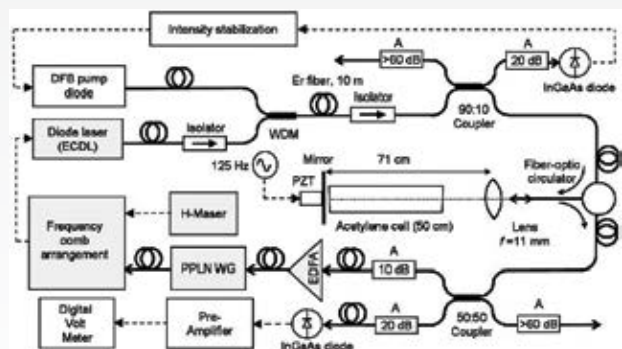 Intensity stabilization
A
A
>60 dB
20 dB
InGaAs diode
DFB pump
diode
Er fiber, 10 m
Isolator
90:10
Coupler
WDM
Diode laser
(ECDL)
Isolator
125 Hz
Mirror
71 cm
Fiber-optic
circulator
PZT
Acetylene cell (50 cm)
Lens
f=11 mm
Frequency
comb
arrangement
H-Maser
PPLN WG
EDFA
A
10 dB
Digital
Volt
Meter
Pre-
Amplifier
InGaAs diode
A
20 dB
50:50
Coupler
A
>60 dB